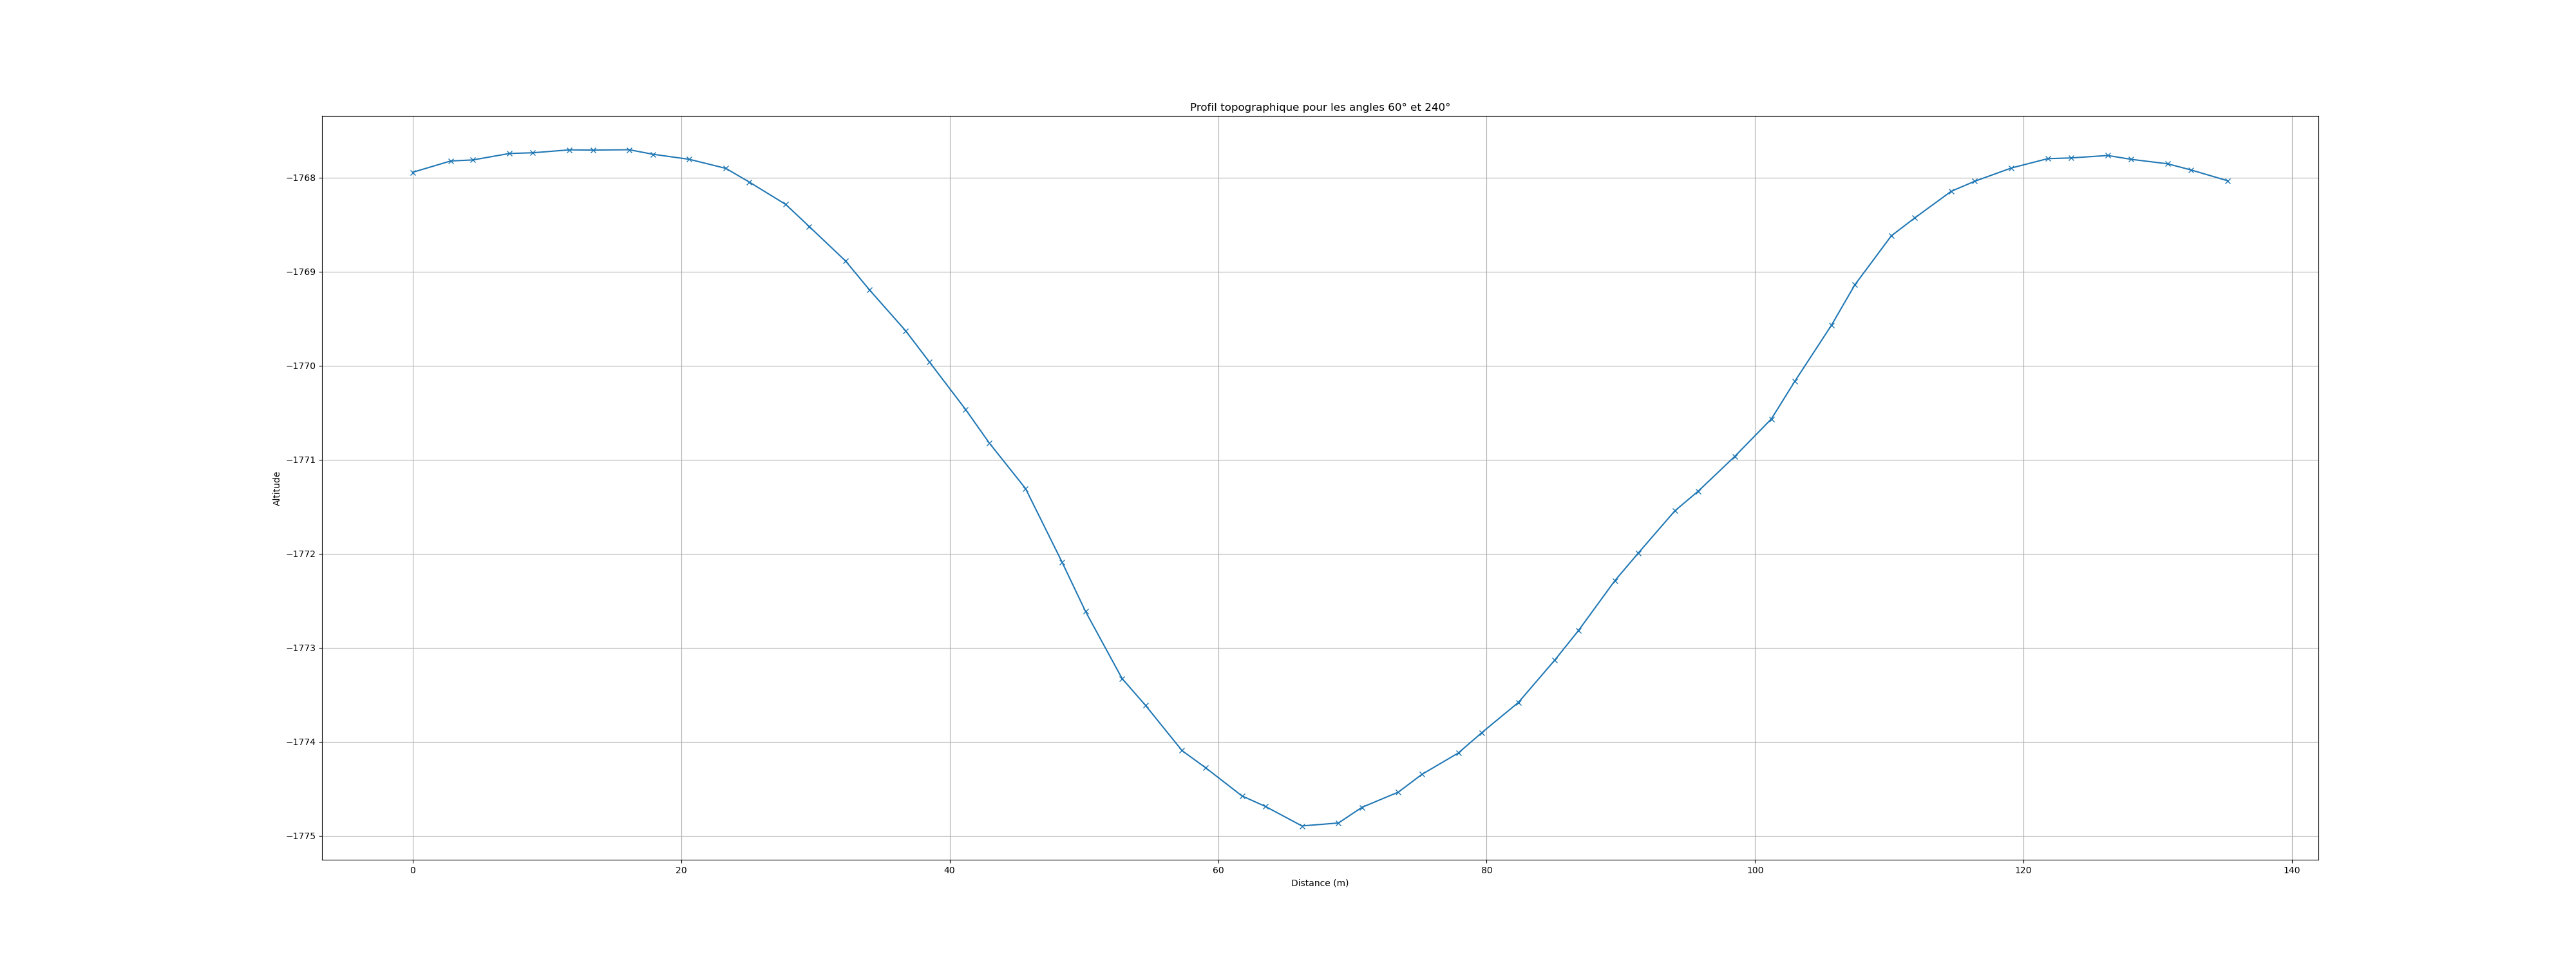 Profil topographique pour les angles 60° et 240°
−1768
−1769
−1770
−1771
−1772
−1773
−1774
−1775
Altitude
0 20 40 60 80 100 120 140
Distance (m)